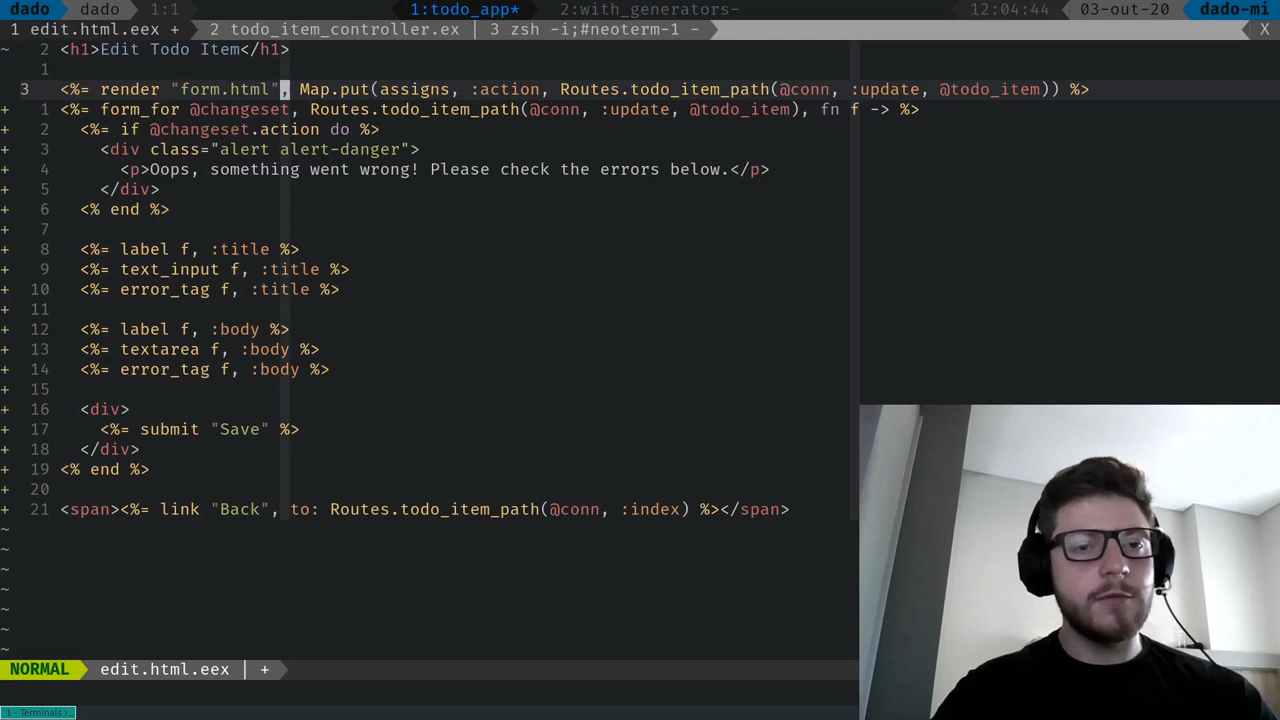 dado dado 1:1 1:todo_app* 2:with_generators- 12:04:44 03-out-20 dado-mi
1 edit.html.eex + 2 todo_item_controller.ex | 3 zsh -i;#neoterm-1 - X
~ 2 <h1>Edit Todo Item</h1>
1
3 <%= render "form.html", Map.put(assigns, :action, Routes.todo_item_path(@conn, :update, @todo_item)) %>
+ 1 <%= form_for @changeset, Routes.todo_item_path(@conn, :update, @todo_item), fn f -> %>
+ 2 <%= if @changeset.action do %>
+ 3 <div class="alert alert-danger">
+ 4 <p>Oops, something went wrong! Please check the errors below.</p>
+ 5 </div>
+ 6 <% end %>
+ 7
+ 8 <%= label f, :title %>
+ 9 <%= text_input f, :title %>
+ 10 <%= error_tag f, :title %>
+ 11
+ 12 <%= label f, :body %>
+ 13 <%= textarea f, :body %>
+ 14 <%= error_tag f, :body %>
+ 15
+ 16 <div>
+ 17 <%= submit "Save" %>
+ 18 </div>
+ 19 <% end %>
+ 20
+ 21 <span><%= link "Back", to: Routes.todo_item_path(@conn, :index) %></span>
~
~
~
~
~
~
~
NORMAL edit.html.eex | +
1 - Terminals